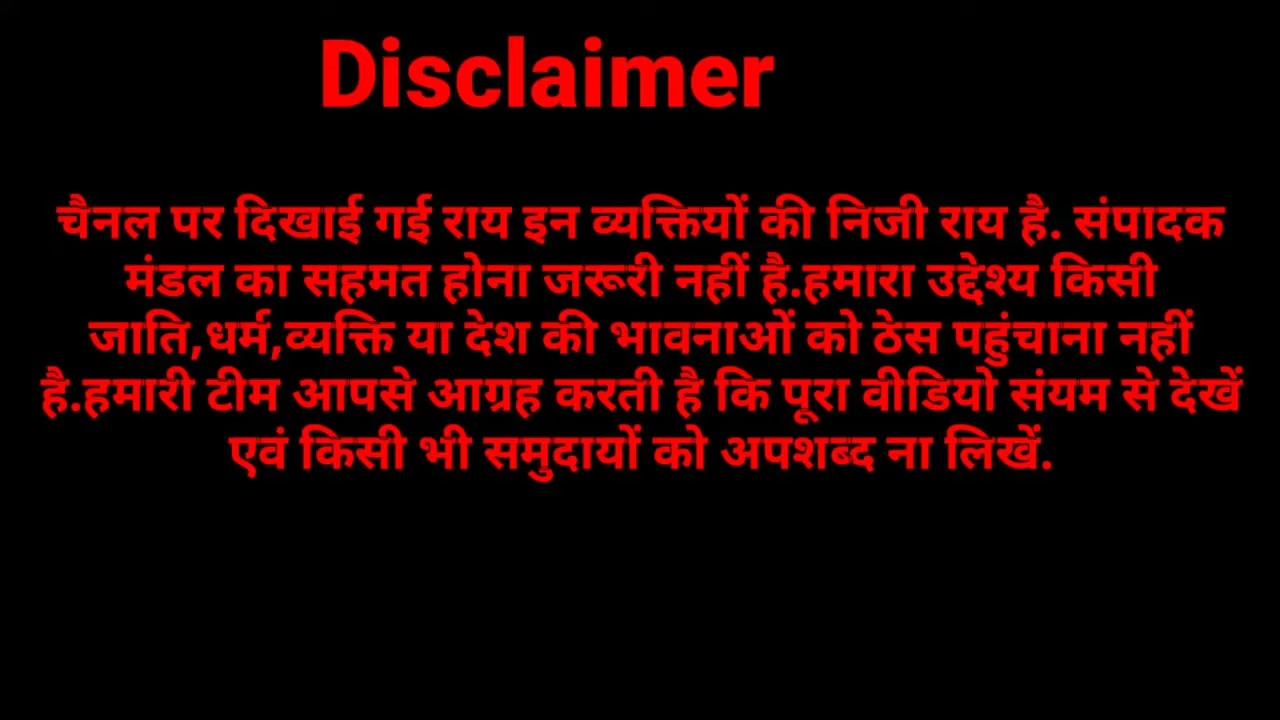 Disclaimer
चैनल पर दिखाई गई राय इन व्यक्तियों की निजी राय है. संपादक
मंडल का सहमत होना जरूरी नहीं है.हमारा उद्देश्य किसी
जाति,धर्म,व्यक्ति या देश की भावनाओं को ठेस पहुंचाना नहीं
है.हमारी टीम आपसे आग्रह करती है कि पूरा वीडियो संयम से देखें
एवं किसी भी समुदायों को अपशब्द ना लिखें.